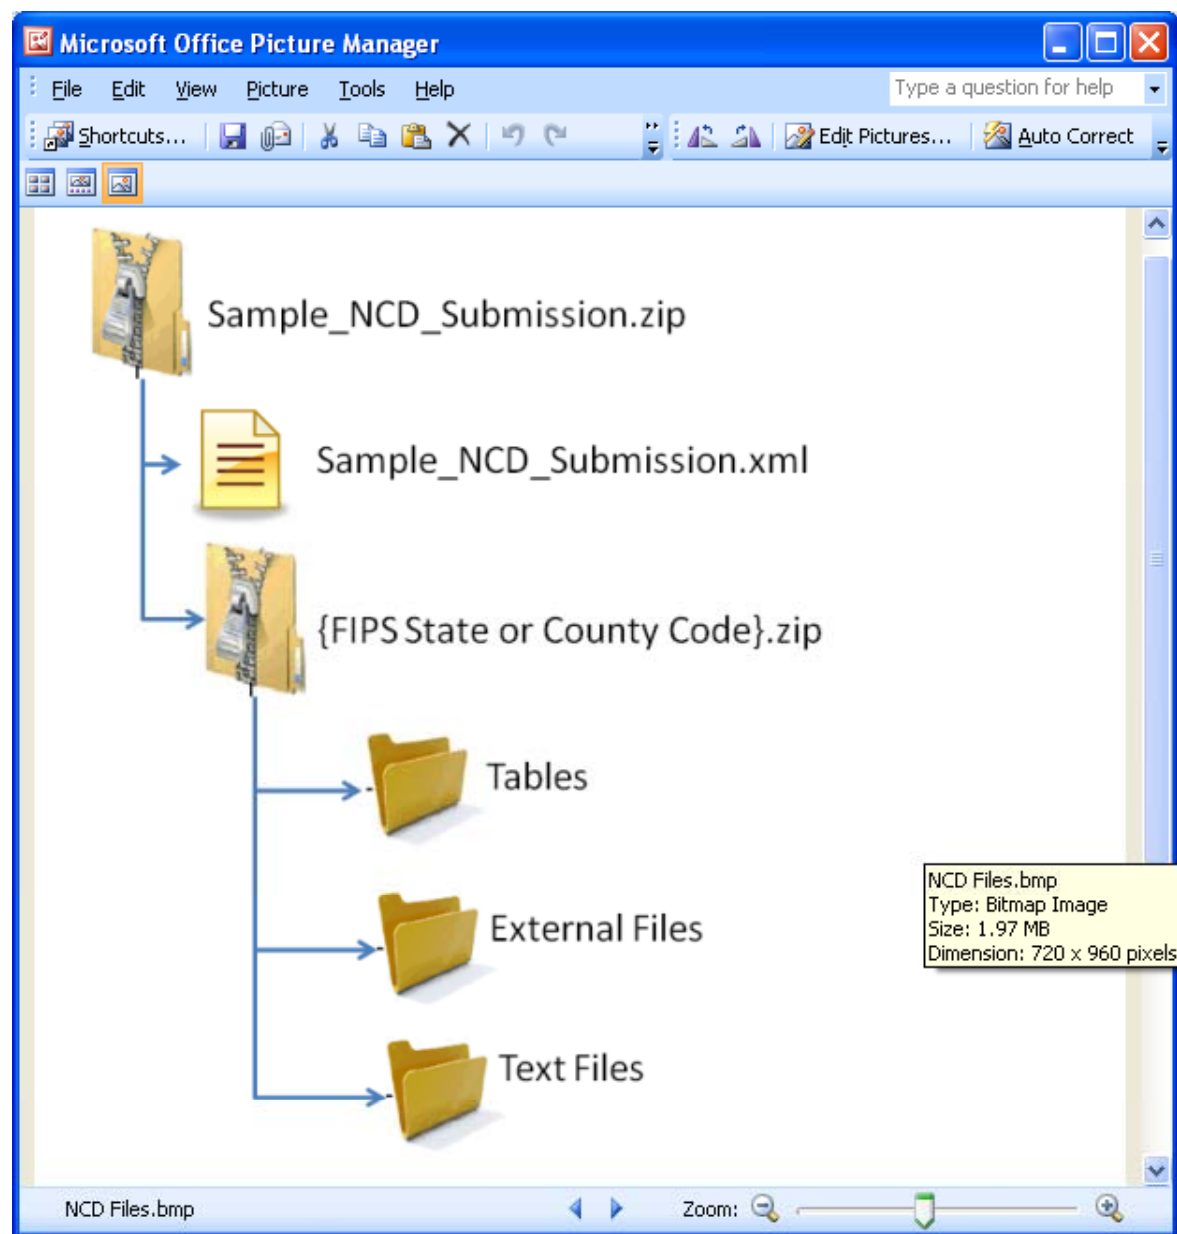 Microsoft Office Picture Manager
File Edit View Picture Tools Help Type a question for help
Shortcuts... Edit Pictures... Auto Correct
Sample_NCD_Submission.zip
Sample_NCD_Submission.xml
{FIPS State or County Code}.zip
Tables
NCD Files.bmp
Type: Bitmap Image
Size: 1.97 MB
Dimension: 720 x 960 pixels
External Files
Text Files
NCD Files.bmp Zoom: